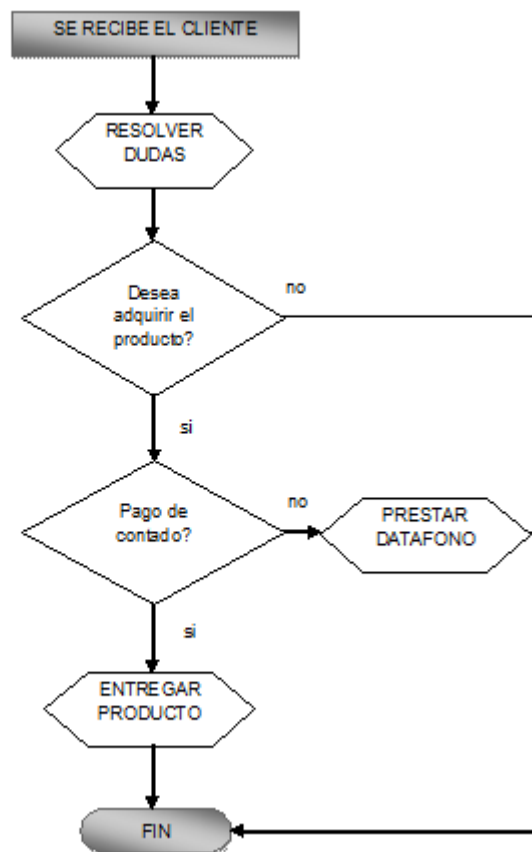 SE RECIBE EL CLIENTE
RESOLVER
DUDAS
Desea
adquirir el
producto?
no
si
Pago de
contado?
no
PRESTAR
DATAFONO
si
ENTREGAR
PRODUCTO
FIN